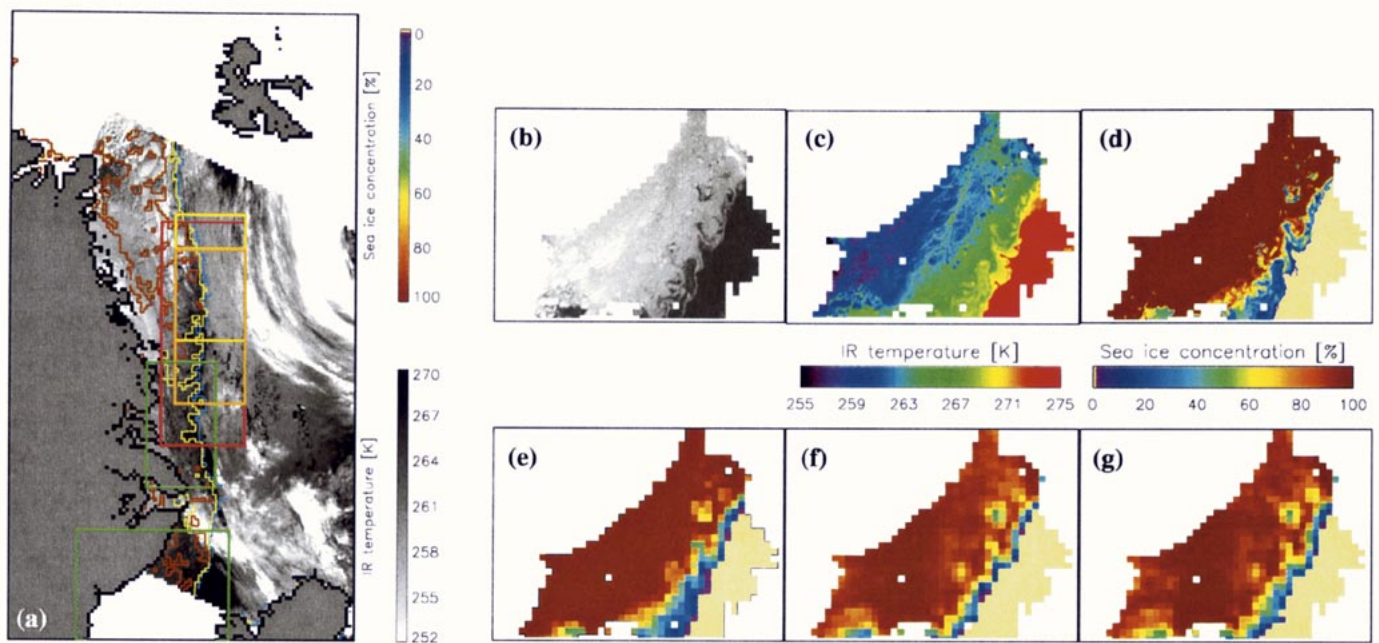 (a)
Sea ice concentration [%]
0
20
40
60
80
100
IR temperature [K]
270
267
264
261
258
255
252
(b)
(c)
(d)
IR temperature [K]
255 259 263 267 271 275
Sea ice concentration [%]
0 20 40 60 80 100
(e)
(f)
(g)